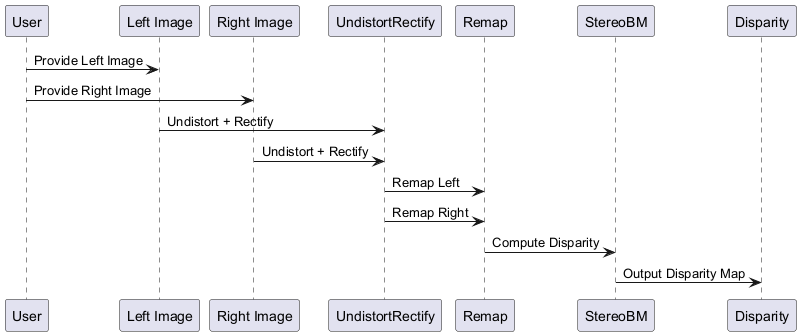 User
Left Image
Right Image
UndistortRectify
Remap
StereoBM
Disparity
Provide Left Image
Provide Right Image
Undistort + Rectify
Undistort + Rectify
Remap Left
Remap Right
Compute Disparity
Output Disparity Map
User
Left Image
Right Image
UndistortRectify
Remap
StereoBM
Disparity